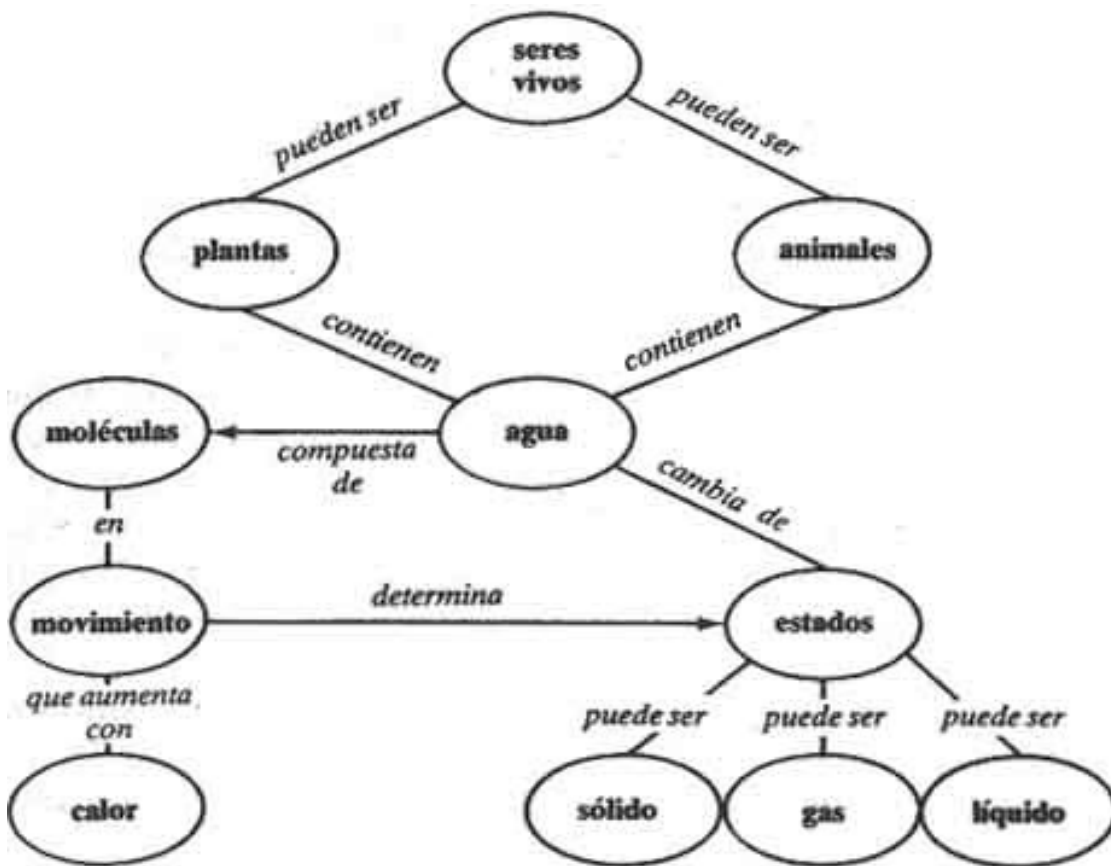 seres
vivos
pueden ser
pueden ser
plantas
animales
contienen
contienen
moléculas
agua
compuesta
de
cambia de
en
movimiento
determina
estados
que aumenta
con
puede ser
puede ser
puede ser
calor
sólido
gas
líquido